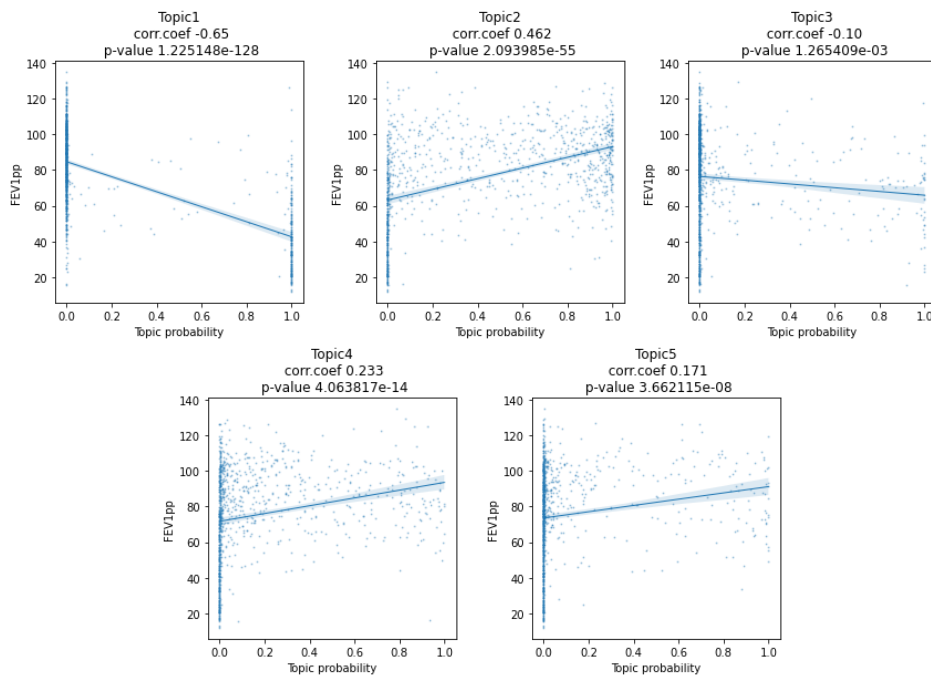 Topic1
corr.coef -0.65
p-value 1.225148e-128
140
120
100
80
60
40
20
FEV1pp
0.0 0.2 0.4 0.6 0.8 1.0
Topic probability
Topic2
corr.coef 0.462
p-value 2.093985e-55
140
120
100
80
60
40
20
FEV1pp
0.0 0.2 0.4 0.6 0.8 1.0
Topic probability
Topic3
corr.coef -0.10
p-value 1.265409e-03
140
120
100
80
60
40
20
FEV1pp
0.0 0.2 0.4 0.6 0.8 1.0
Topic probability
Topic4
corr.coef 0.233
p-value 4.063817e-14
140
120
100
80
60
40
20
FEV1pp
0.0 0.2 0.4 0.6 0.8 1.0
Topic probability
Topic5
corr.coef 0.171
p-value 3.662115e-08
140
120
100
80
60
40
20
FEV1pp
0.0 0.2 0.4 0.6 0.8 1.0
Topic probability